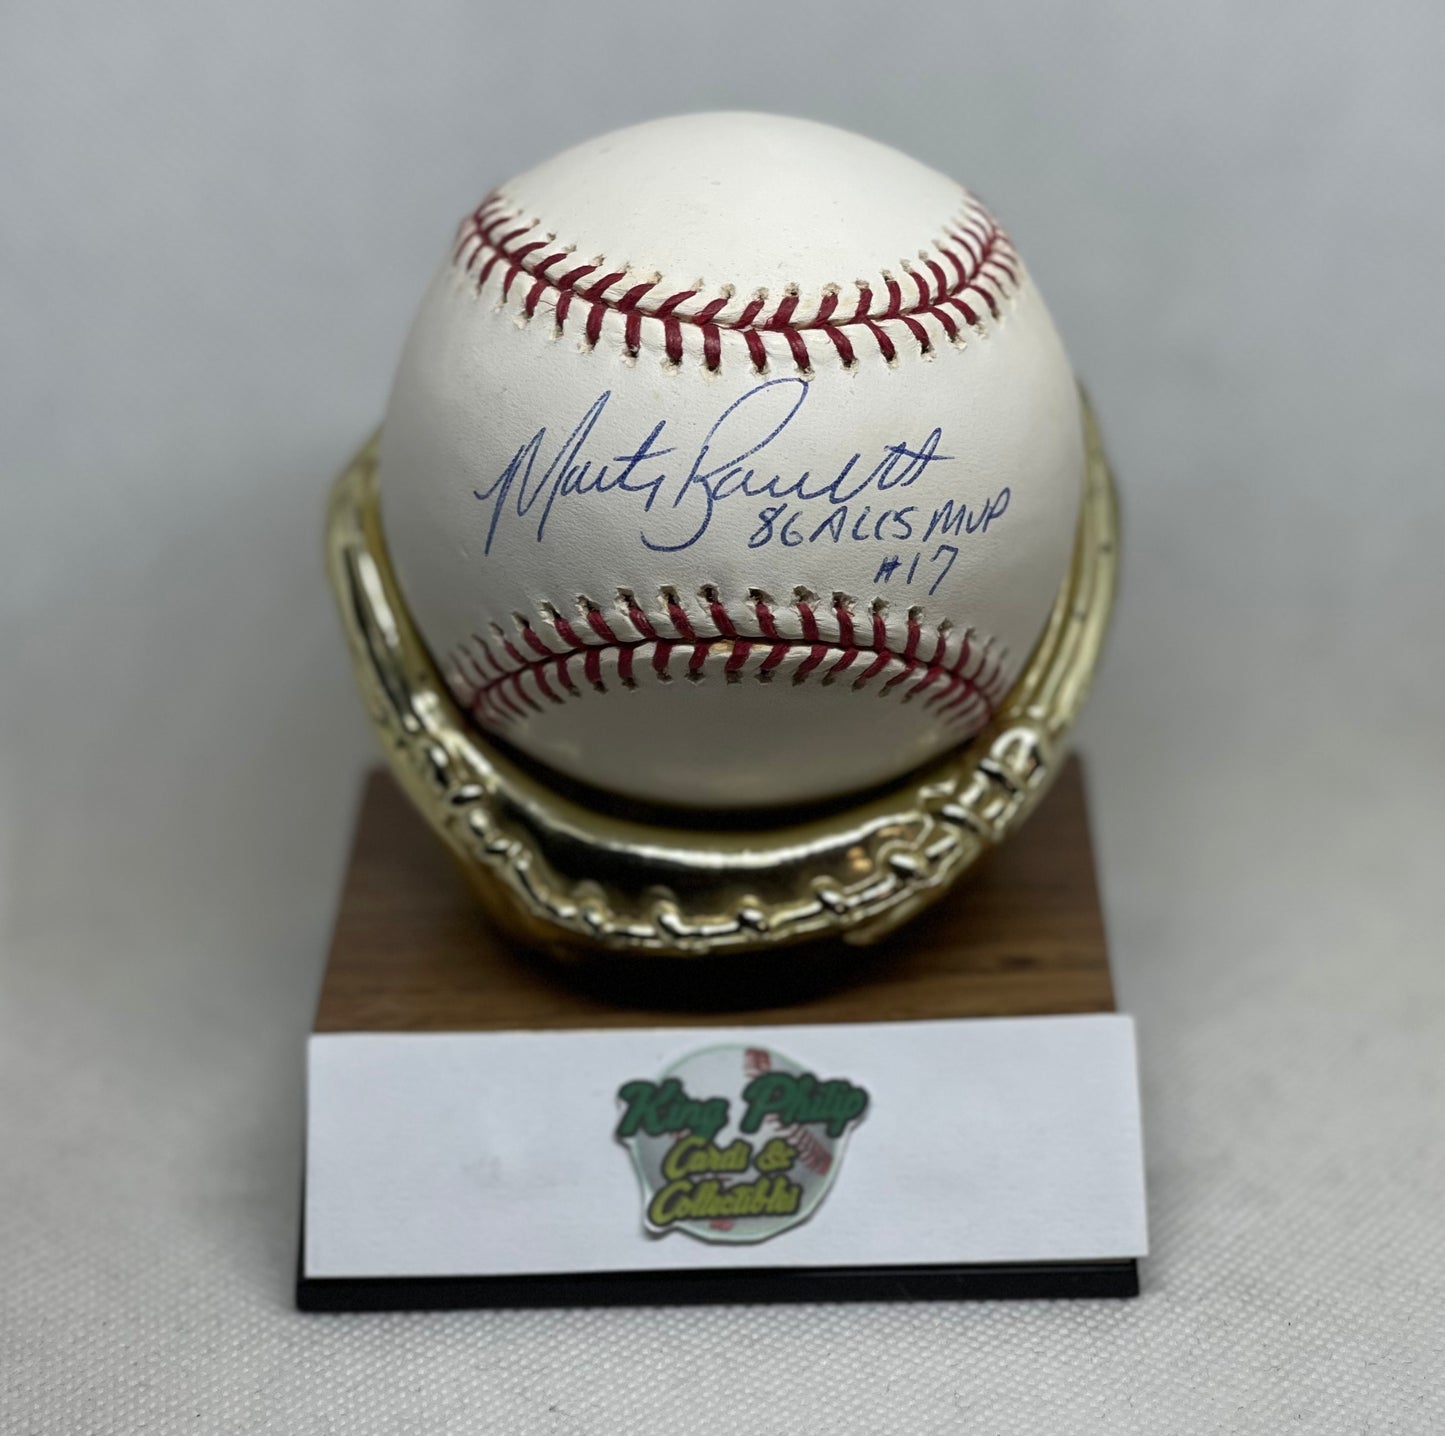 Marty Barrett
86 ALCS MVP
#17
King Philip
Cards &
Collectibles